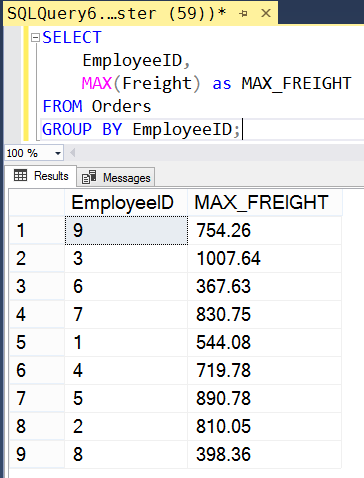 SQLQuery6....ster (59))*
SELECT
EmployeeID,
MAX(Freight) as MAX_FREIGHT
FROM Orders
GROUP BY EmployeeID;
100 %
Results Messages
EmployeeID MAX_FREIGHT
1 9 754.26
2 3 1007.64
3 6 367.63
4 7 830.75
5 1 544.08
6 4 719.78
7 5 890.78
8 2 810.05
9 8 398.36